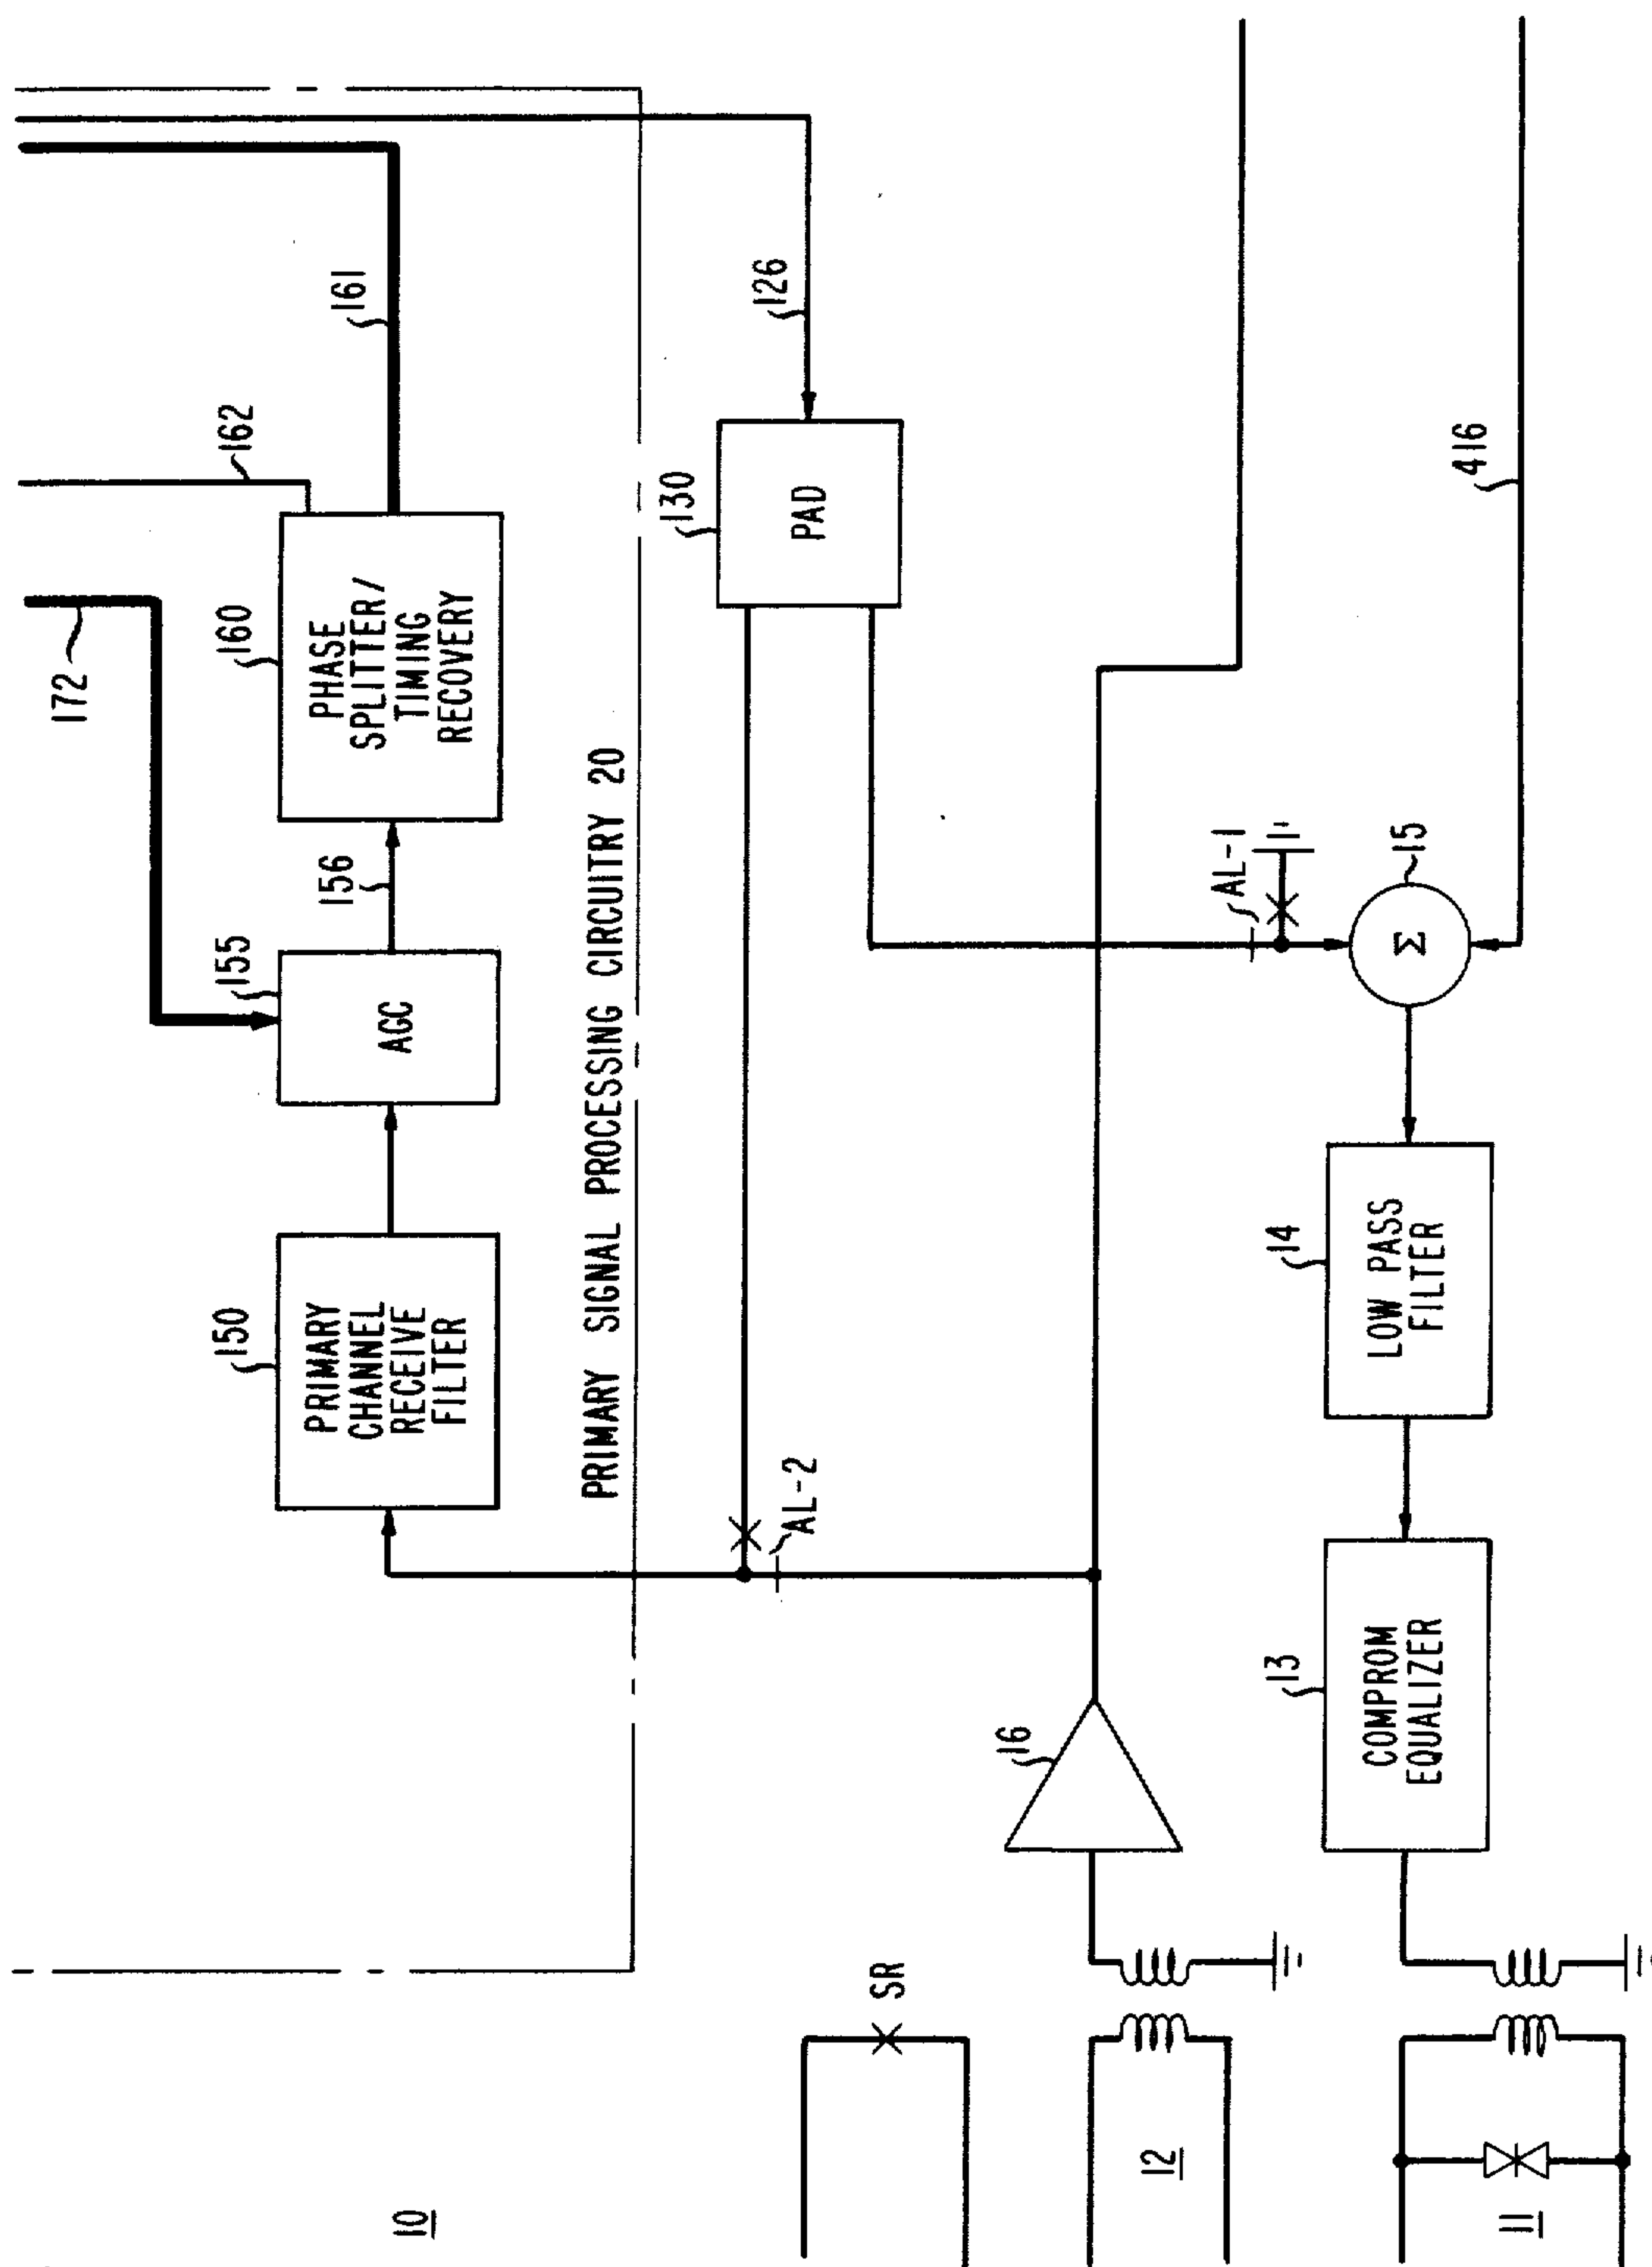 10
172
162
161
150
PRIMARY
CHANNEL
RECEIVE
FILTER
155
AGC
156
160
PHASE
SPLITTER/
TIMING
RECOVERY
PRIMARY SIGNAL PROCESSING CIRCUITRY 20
AL-2
130
PAD
126
SR
12
16
AL-1
11
13
COMPROM
EQUALIZER
14
LOW PASS
FILTER
15
Σ
416